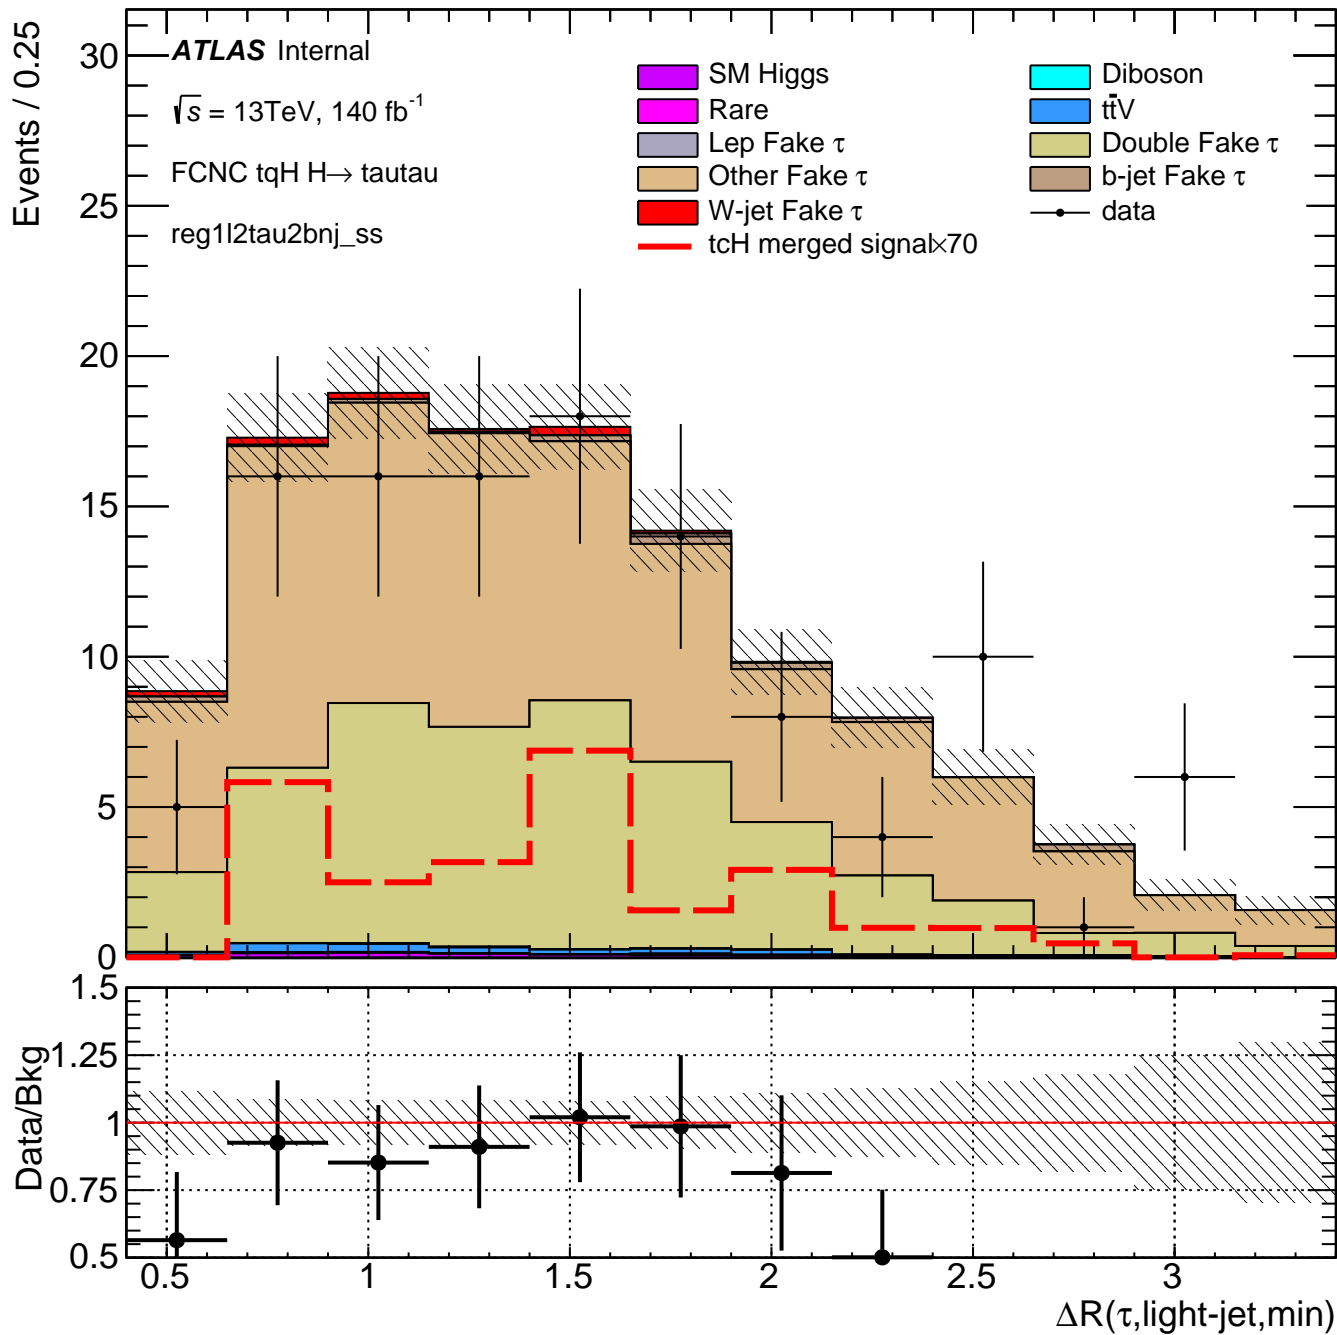 Events / 0.25
30
25
20
15
10
5
0
ATLAS Internal
√s = 13TeV, 140 fb⁻¹
FCNC tqH H→ tautau
reg1l2tau2bnj_ss
SM Higgs
Rare
Lep Fake τ
Other Fake τ
W-jet Fake τ
tcH merged signal×70
Diboson
tt̄V
Double Fake τ
b-jet Fake τ
data
Data/Bkg
1.5
1.25
1
0.75
0.5
0.5 1 1.5 2 2.5 3
ΔR(τ,light-jet,min)